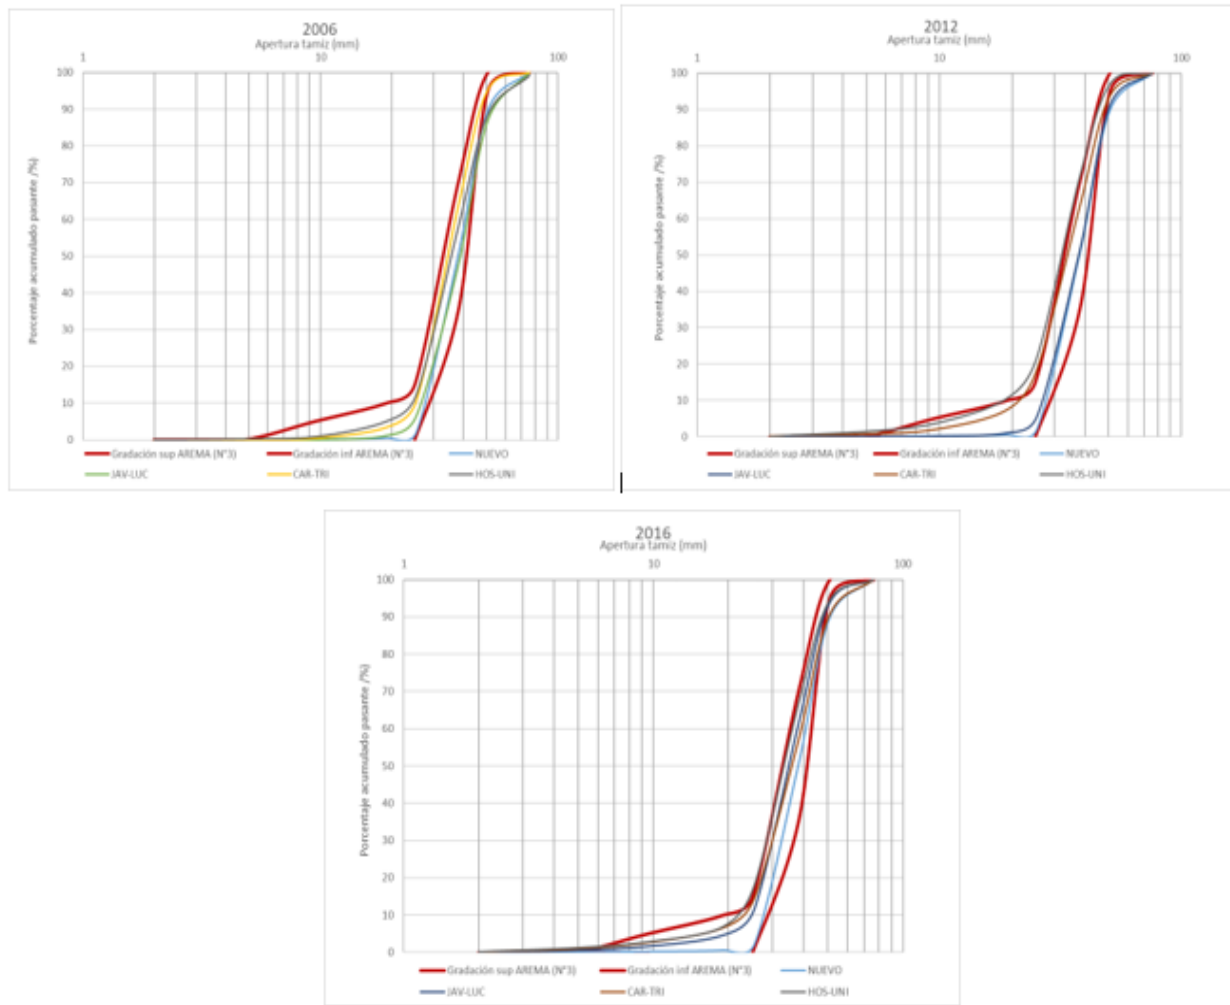 2006
Apertura tamiz (mm)
1 10 100
100
90
80
70
60
50
40
30
20
10
0
Porcentaje acumulado pasante /%)
Gradación sup AREMA (N°3) Gradación inf AREMA (N°3) NUEVO
JAV-LUC CAR-TRI HOS-UNI
2012
Apertura tamiz (mm)
1 10 100
100
90
80
70
60
50
40
30
20
10
0
Porcentaje acumulado pasante /%)
Gradación sup AREMA (N°3) Gradación inf AREMA (N°3) NUEVO
JAV-LUC CAR-TRI HOS-UNI
2016
Apertura tamiz (mm)
1 10 100
100
90
80
70
60
50
40
30
20
10
0
Porcentaje acumulado pasante /%)
Gradación sup AREMA (N°3) Gradación inf AREMA (N°3) NUEVO
JAV-LUC CAR-TRI HOS-UNI